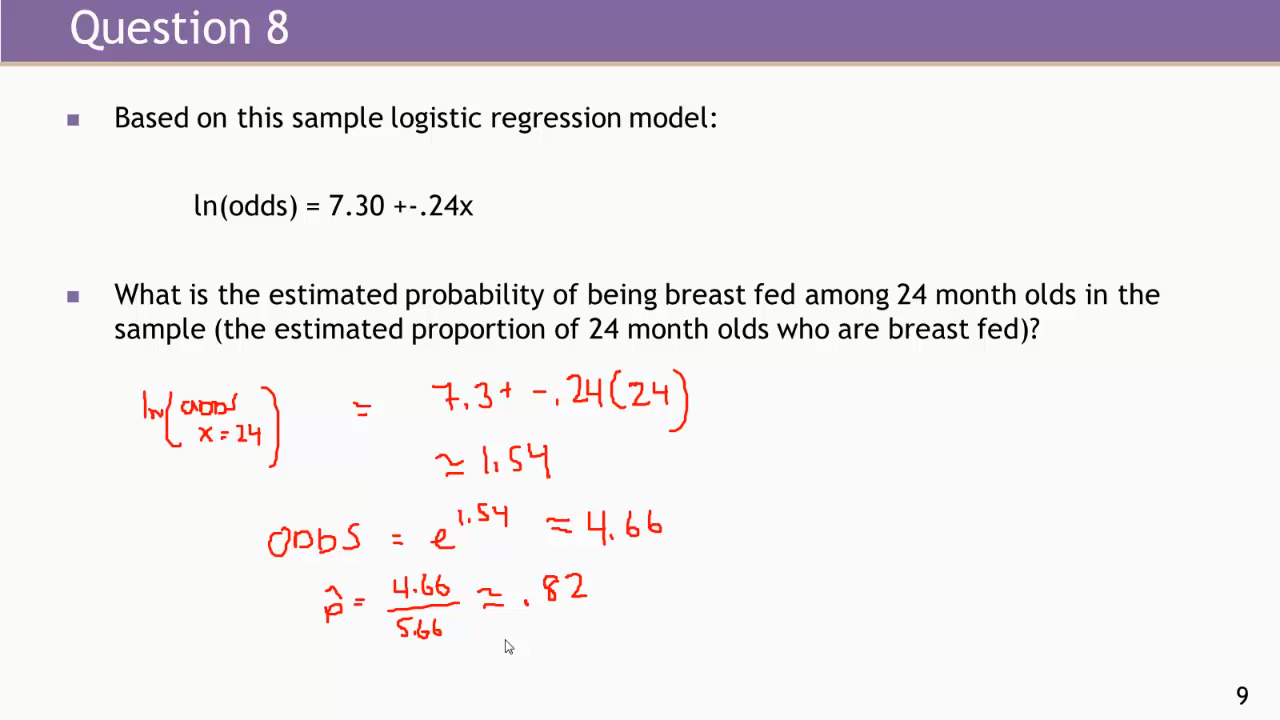 Question 8
Based on this sample logistic regression model:
ln(odds) = 7.30 +-.24x
What is the estimated probability of being breast fed among 24 month olds in the
sample (the estimated proportion of 24 month olds who are breast fed)?
ln(odds = 7.3+ -.24(24)
x=24)
≃ 1.54
ODDS = e^1.54 ≈ 4.66
p̂ = 4.66/5.66 ≃ .82
9